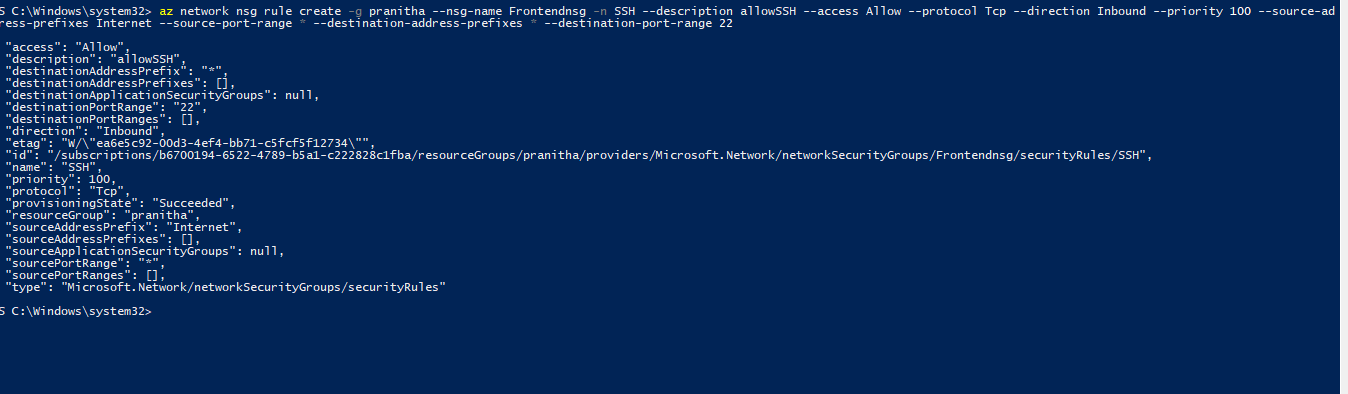 S C:\Windows\system32> az network nsg rule create -g pranitha --nsg-name Frontendnsg -n SSH --description allowSSH --access Allow --protocol Tcp --direction Inbound --priority 100 --source-ad
ress-prefixes Internet --source-port-range * --destination-address-prefixes * --destination-port-range 22
"access": "Allow",
"description": "allowSSH",
"destinationAddressPrefix": "*",
"destinationAddressPrefixes": [],
"destinationApplicationSecurityGroups": null,
"destinationPortRange": "22",
"destinationPortRanges": [],
"direction": "Inbound",
"etag": "W/\"ea6e5c92-00d3-4ef4-bb71-c5fcf5f12734\"",
"id": "/subscriptions/b6700194-6522-4789-b5a1-c222828c1fba/resourceGroups/pranitha/providers/Microsoft.Network/networkSecurityGroups/Frontendnsg/securityRules/SSH",
"name": "SSH",
"priority": 100,
"protocol": "Tcp",
"provisioningState": "Succeeded",
"resourceGroup": "pranitha",
"sourceAddressPrefix": "Internet",
"sourceAddressPrefixes": [],
"sourceApplicationSecurityGroups": null,
"sourcePortRange": "*",
"sourcePortRanges": [],
"type": "Microsoft.Network/networkSecurityGroups/securityRules"
S C:\Windows\system32>